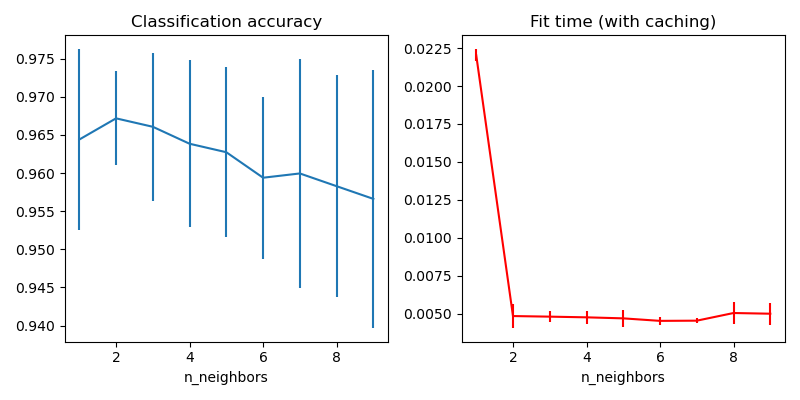 Classification accuracy
0.975
0.970
0.965
0.960
0.955
0.950
0.945
0.940
2 4 6 8
n_neighbors
Fit time (with caching)
0.0225
0.0200
0.0175
0.0150
0.0125
0.0100
0.0075
0.0050
2 4 6 8
n_neighbors